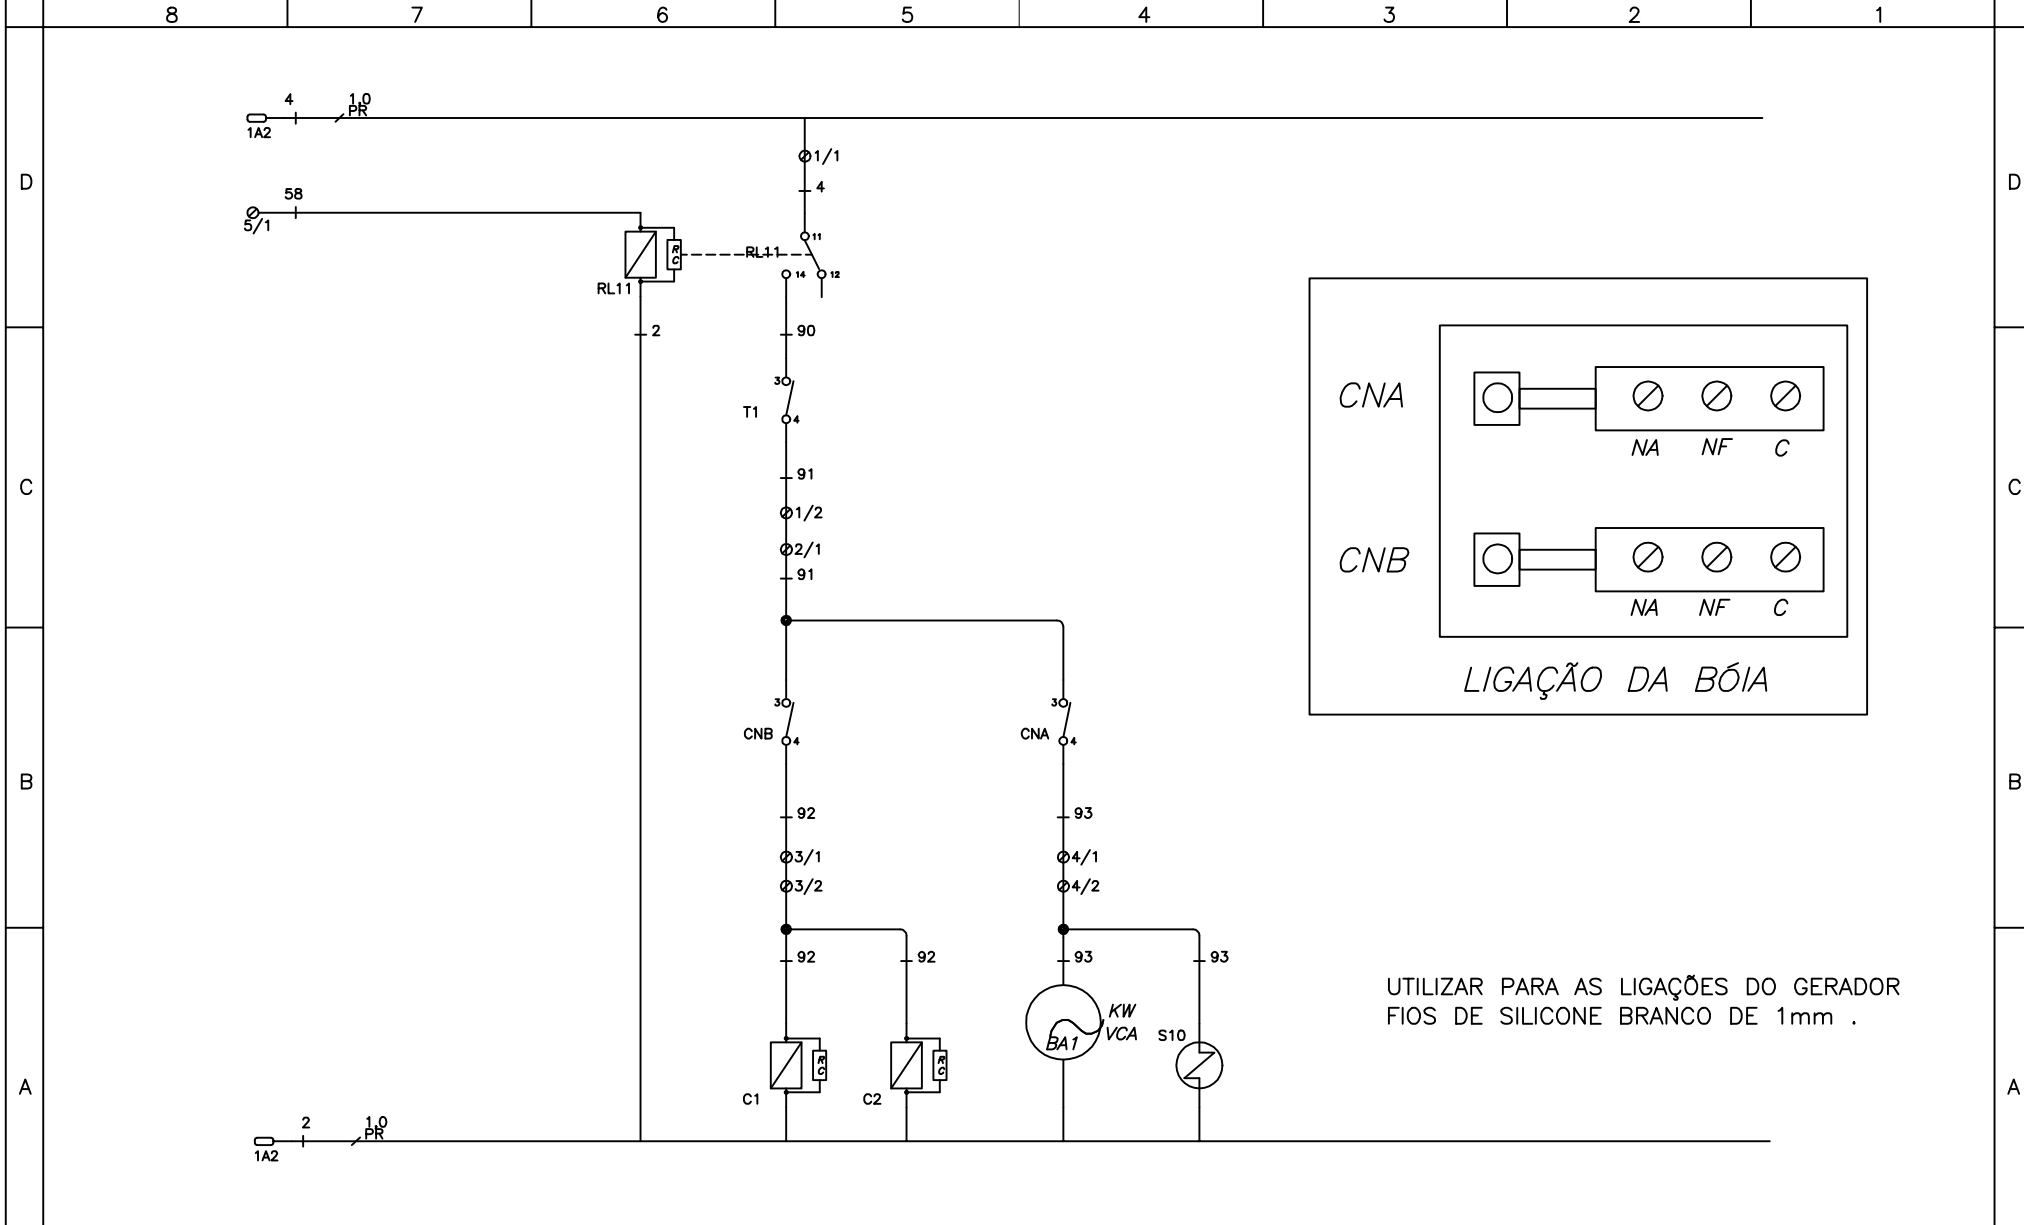 8 7 6 5 4 3 2 1
4 1.0
PR
1A2
1/1
D D
4
58
5/1
11
RC
RL11
14 12
RL11
2 90
3
T1
4
CNA
NA NF C
91
C C
1/2
2/1
91
CNB
NA NF C
LIGAÇÃO DA BÓIA
3 3
CNB 4 CNA 4
B B
92 93
3/1 4/1
3/2 4/2
92 92 93 93
UTILIZAR PARA AS LIGAÇÕES DO GERADOR
FIOS DE SILICONE BRANCO DE 1mm .
KW
VCA
BA1
S10
RC RC
C1 C2
A A
2 1.0
PR
1A2